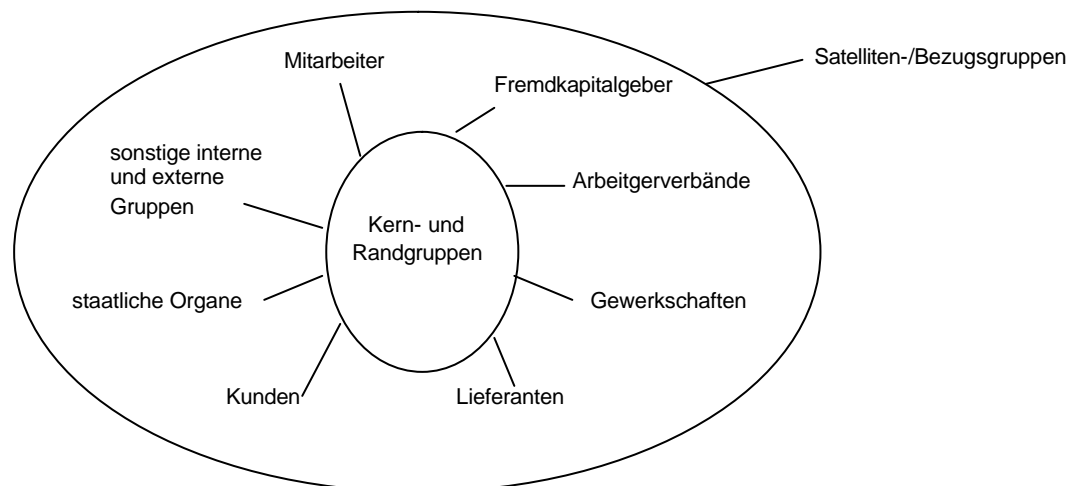 Mitarbeiter
Satelliten-/Bezugsgruppen
Fremdkapitalgeber
sonstige interne
und externe
Gruppen
Arbeitgerverbände
Kern- und
Randgruppen
staatliche Organe
Gewerkschaften
Kunden
Lieferanten